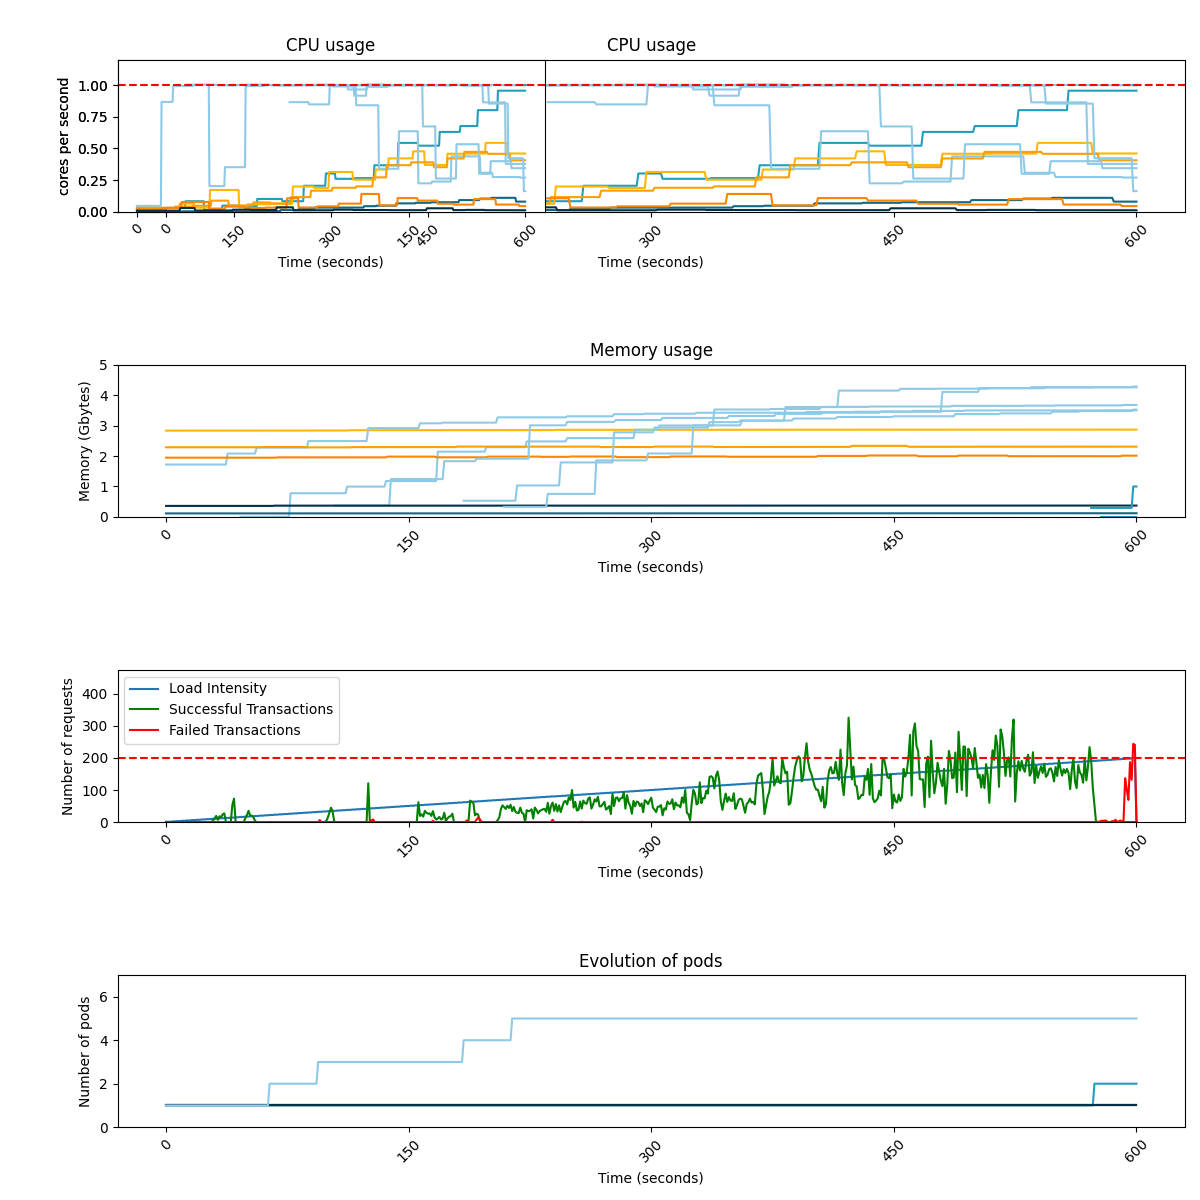 CPU usage CPU usage
1.00
0.75
0.50
0.25
0.00
cores per second
0 0 150 300 150 450 600 300 450 600
Time (seconds) Time (seconds)
Memory usage
5
4
3
2
1
0
Memory (Gbytes)
0 150 300 450 600
Time (seconds)
400
300
200
100
0
Number of requests
Load Intensity
Successful Transactions
Failed Transactions
0 150 300 450 600
Time (seconds)
Evolution of pods
6
4
2
0
Number of pods
0 150 300 450 600
Time (seconds)